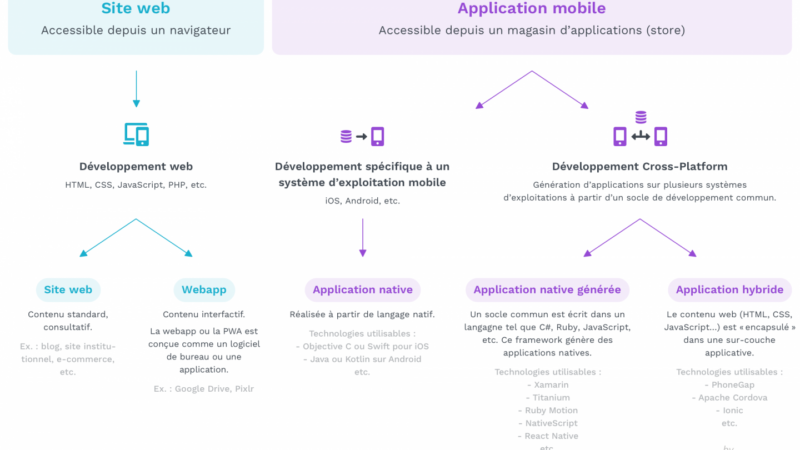 Site web
Accessible depuis un navigateur
Application mobile
Accessible depuis un magasin d'applications (store)
Développement web
HTML, CSS, JavaScript, PHP, etc.
Développement spécifique à un
système d'exploitation mobile
iOS, Android, etc.
Développement Cross-Platform
Génération d'applications sur plusieurs systèmes
d'exploitations à partir d'un socle de développement commun.
Site web
Contenu standard,
consultatif.
Ex. : blog, site institu-
tionnel, e-commerce,
etc.
Webapp
Contenu interfactif.
La webapp ou la PWA est
conçue comme un logiciel
de bureau ou une
application.
Ex. : Google Drive, Pixlr
Application native
Réalisée à partir de langage natif.
Technologies utilisables :
- Objective C ou Swift pour iOS
- Java ou Kotlin sur Android
etc.
Application native générée
Un socle commun est écrit dans un
langagne tel que C#, Ruby, JavaScript,
etc. Ce framework génère des
applications natives.
Technologies utilisables :
- Xamarin
- Titanium
- Ruby Motion
- NativeScript
- React Native
etc.
Application hybride
Le contenu web (HTML, CSS,
JavaScript...) est « encapsulé »
dans une sur-couche
applicative.
Technologies utilisables :
- PhoneGap
- Apache Cordova
- Ionic
etc.